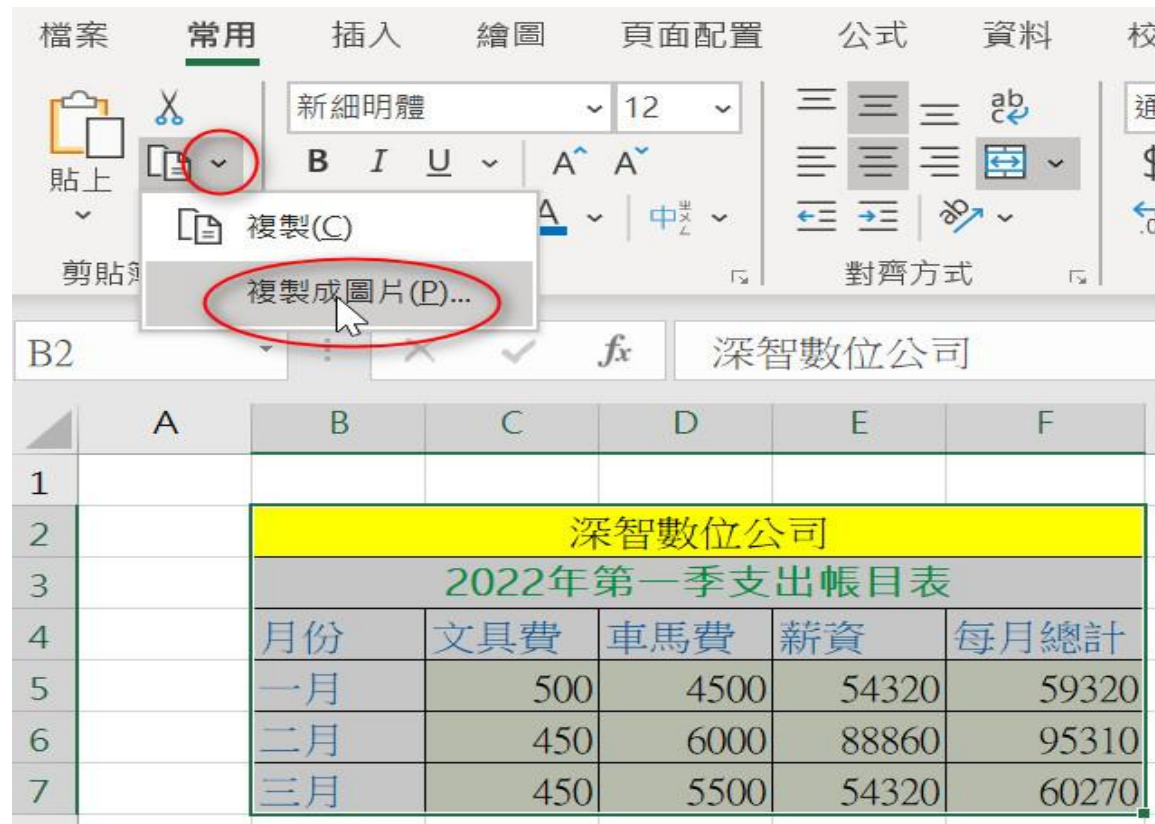 檔案 常用 插入 繪圖 頁面配置 公式 資料
新細明體 12 ab c
貼上 B I U A A
複製(C) A 中
複製成圖片(P)...
剪貼 對齊方式
B2 fx 深智數位公司
A B C D E F
1
2 深智數位公司
3 2022年第一季支出帳目表
4 月份 文具費 車馬費 薪資 每月總計
5 一月 500 4500 54320 59320
6 二月 450 6000 88860 95310
7 三月 450 5500 54320 60270